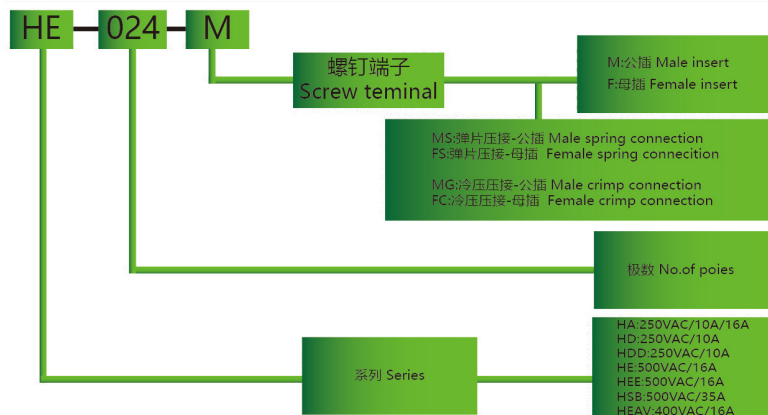 HE - 024 - M
螺钉端子
Screw teminal
M:公插 Male insert
F:母插 Female insert
MS:弹片压接-公插 Male spring connection
FS:弹片压接-母插 Female spring connecition
MG:冷压压接-公插 Male crimp connection
FC:冷压压接-母插 Female crimp connection
极数 No.of poies
系列 Series
HA:250VAC/10A/16A
HD:250VAC/10A
HDD:250VAC/10A
HE:500VAC/16A
HEE:500VAC/16A
HSB:500VAC/35A
HEAV:400VAC/16A